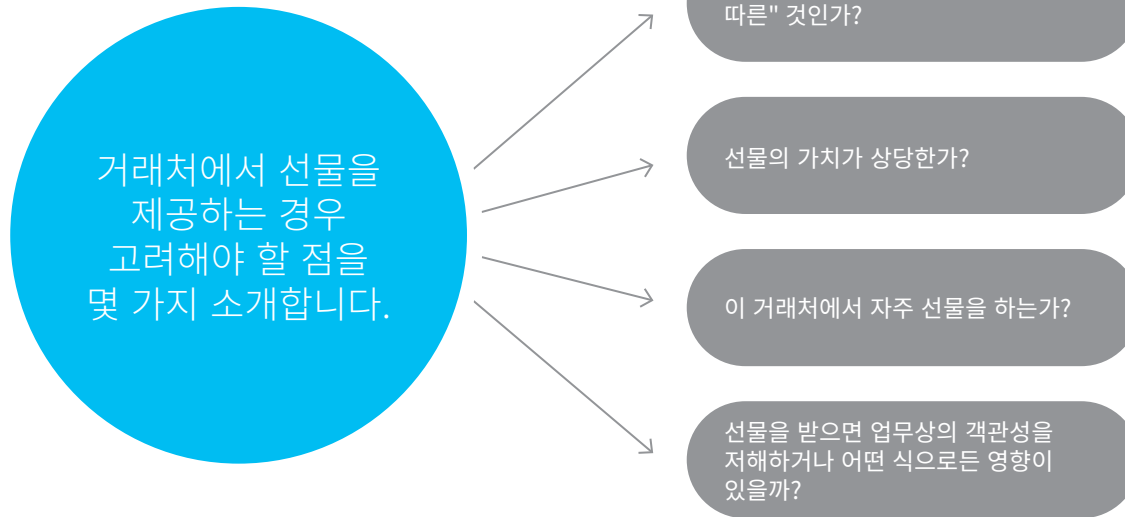 거래처에서 선물을
제공하는 경우
고려해야 할 점을
몇 가지 소개합니다.
따른" 것인가?
선물의 가치가 상당한가?
이 거래처에서 자주 선물을 하는가?
선물을 받으면 업무상의 객관성을
저해하거나 어떤 식으로든 영향이
있을까?